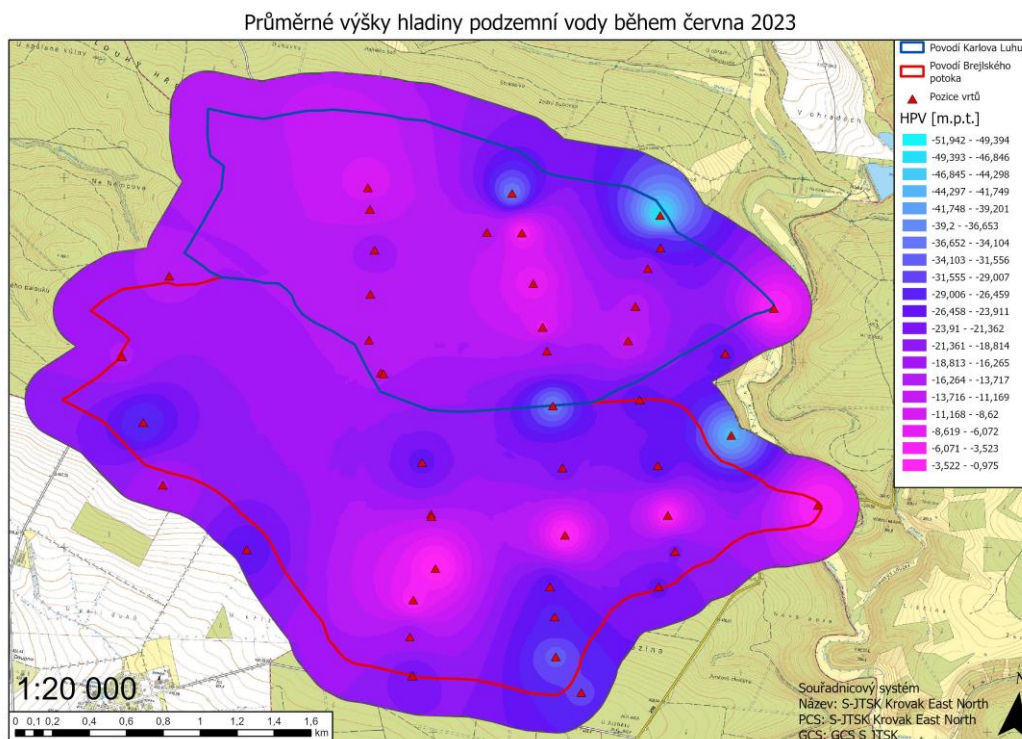 Průměrné výšky hladiny podzemní vody během června 2023
Povodí Karlova Luhu
Povodí Brejlského
potoka
Pozice vrtů
HPV [m.p.t.]
-51,942 - -49,394
-49,393 - -46,846
-46,845 - -44,298
-44,297 - -41,749
-41,748 - -39,201
-39,2 - -36,653
-36,652 - -34,104
-34,103 - -31,556
-31,555 - -29,007
-29,006 - -26,459
-26,458 - -23,911
-23,91 - -21,362
-21,361 - -18,814
-18,813 - -16,265
-16,264 - -13,717
-13,716 - -11,169
-11,168 - -8,62
-8,619 - -6,072
-6,071 - -3,523
-3,522 - -0,975
Na Němpově
V ohradách
1:20 000
0 0,1 0,2 0,4 0,6 0,8 1 1,2 1,4 1,6
km
Souřadnicový systém
Název: S-JTSK Krovak East North
PCS: S-JTSK Krovak East North
GCS: GCS S JTSK
N